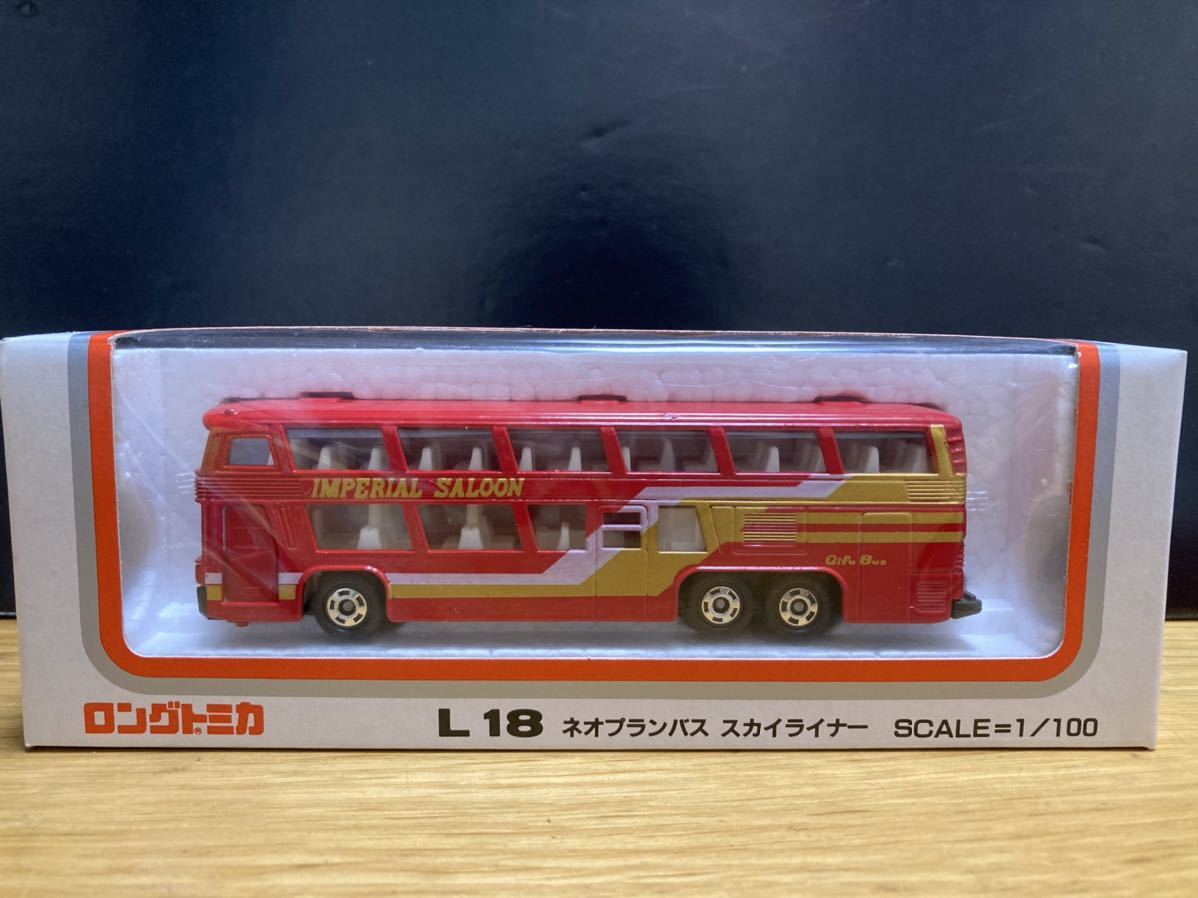 IMPERIAL SALOON
Gifu Bus
ロングトミカ
L18 ネオプランバス スカイライナー SCALE=1/100